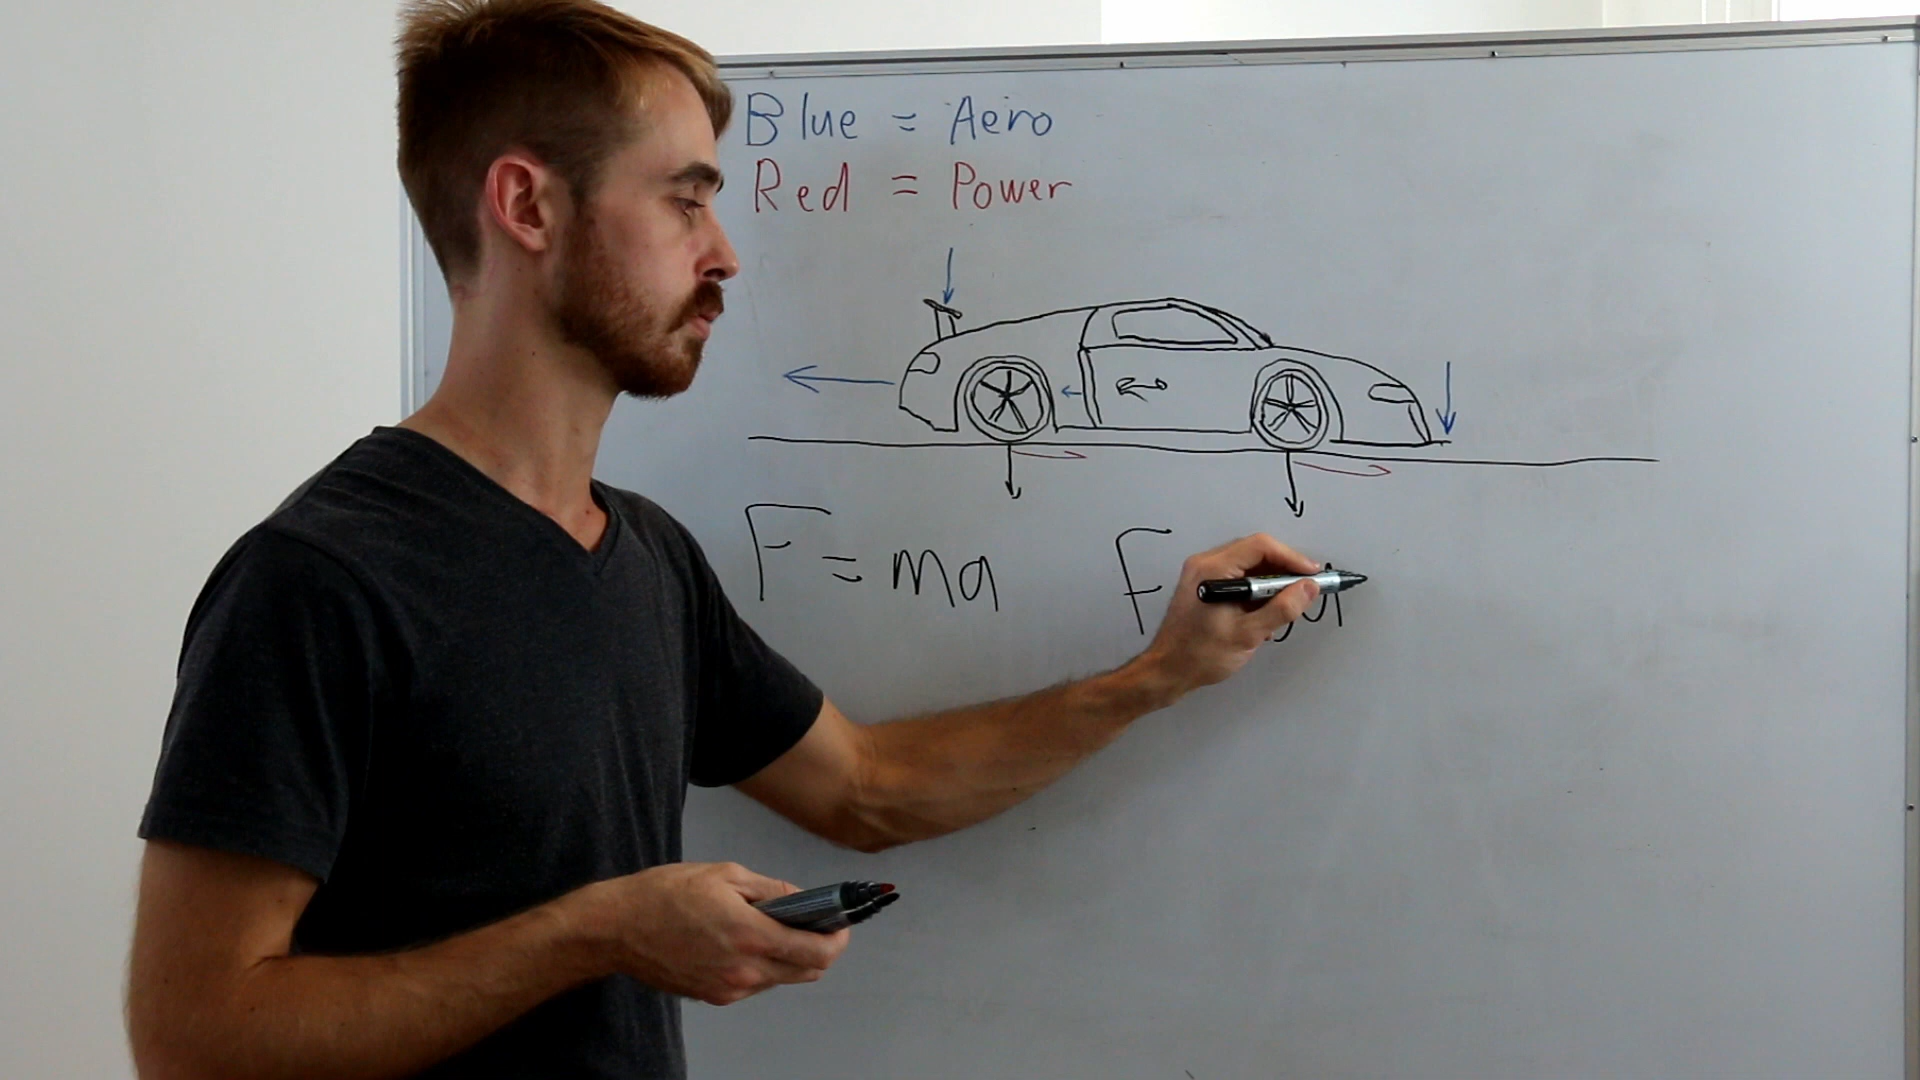 Blue = Aero
Red = Power
F = ma
F